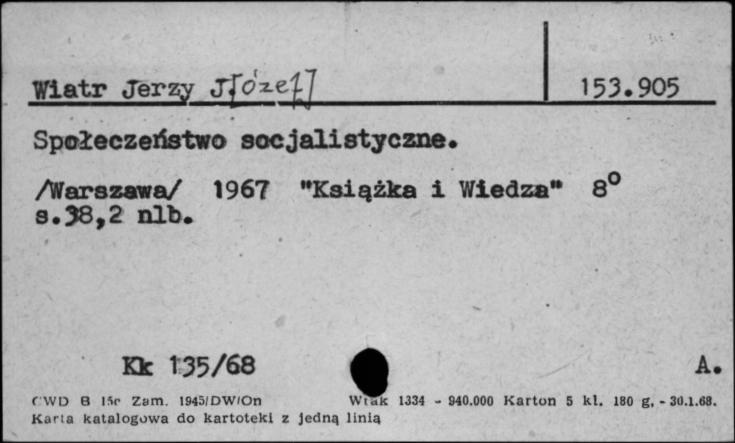 Wiatr Jerzy J[ózef] 153.905
Społeczeństwo socjalistyczne.
/Warszawa/ 1967 "Książka i Wiedza" 8°
s.38,2 nlb.
Kk 135/68 A.
CWD B 15c Zam. 1945/DW/On Wtak 1334 - 940.000 Karton 5 kl. 180 g. - 30.1.68.
Karta katalogowa do kartoteki z jedną linią